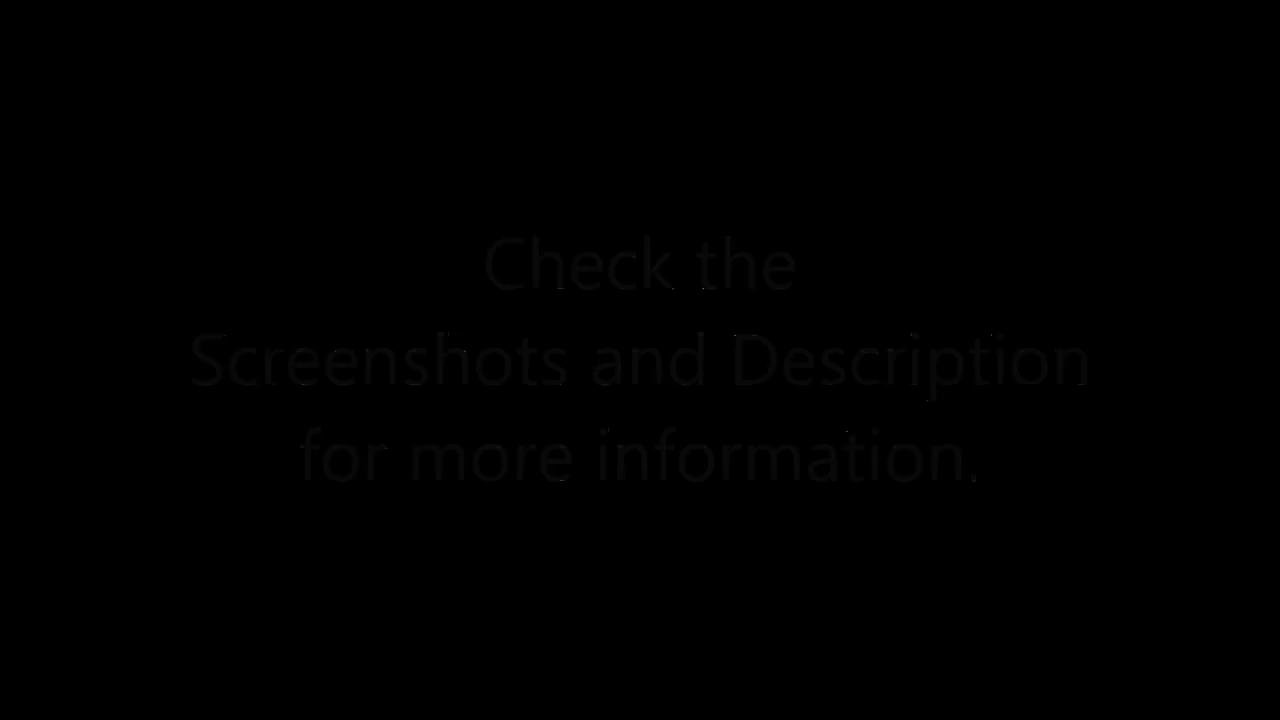 Check the
Screenshots and Description
for more information.